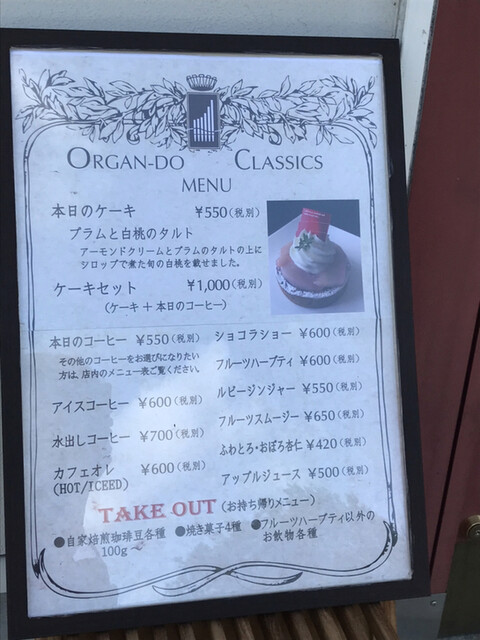 ORGAN-DO CLASSICS
MENU
本日のケーキ ¥550(税別)
プラムと白桃のタルト
アーモンドクリームとプラムのタルトの上に
シロップで煮た旬の白桃を載せました。
ケーキセット ¥1,000(税別)
(ケーキ + 本日のコーヒー)
本日のコーヒー ¥550(税別)
その他のコーヒーをお選びになりたい
方は、店内のメニュー表ご覧ください。
アイスコーヒー ¥600(税別)
水出しコーヒー ¥700(税別)
カフェオレ ¥600(税別)
(HOT/ICEED)
ショコラショー ¥600(税別)
フルーツハーブティ ¥600(税別)
ルビージンジャー ¥550(税別)
フルーツスムージー ¥650(税別)
ふわとろ・おぼろ杏仁 ¥420(税別)
アップルジュース ¥500(税別)
TAKE OUT (お持ち帰りメニュー)
●自家焙煎珈琲豆各種
100g~
●焼き菓子4種
●フルーツハーブティ以外の
お飲物各種